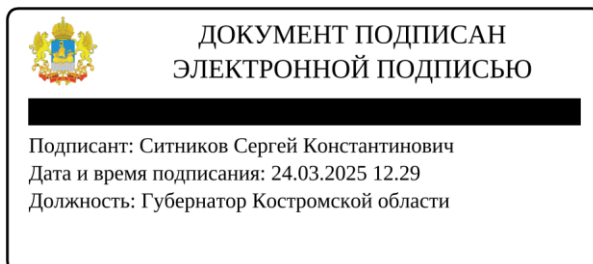 ДОКУМЕНТ ПОДПИСАН
ЭЛЕКТРОННОЙ ПОДПИСЬЮ
Подписант: Ситников Сергей Константинович
Дата и время подписания: 24.03.2025 12.29
Должность: Губернатор Костромской области